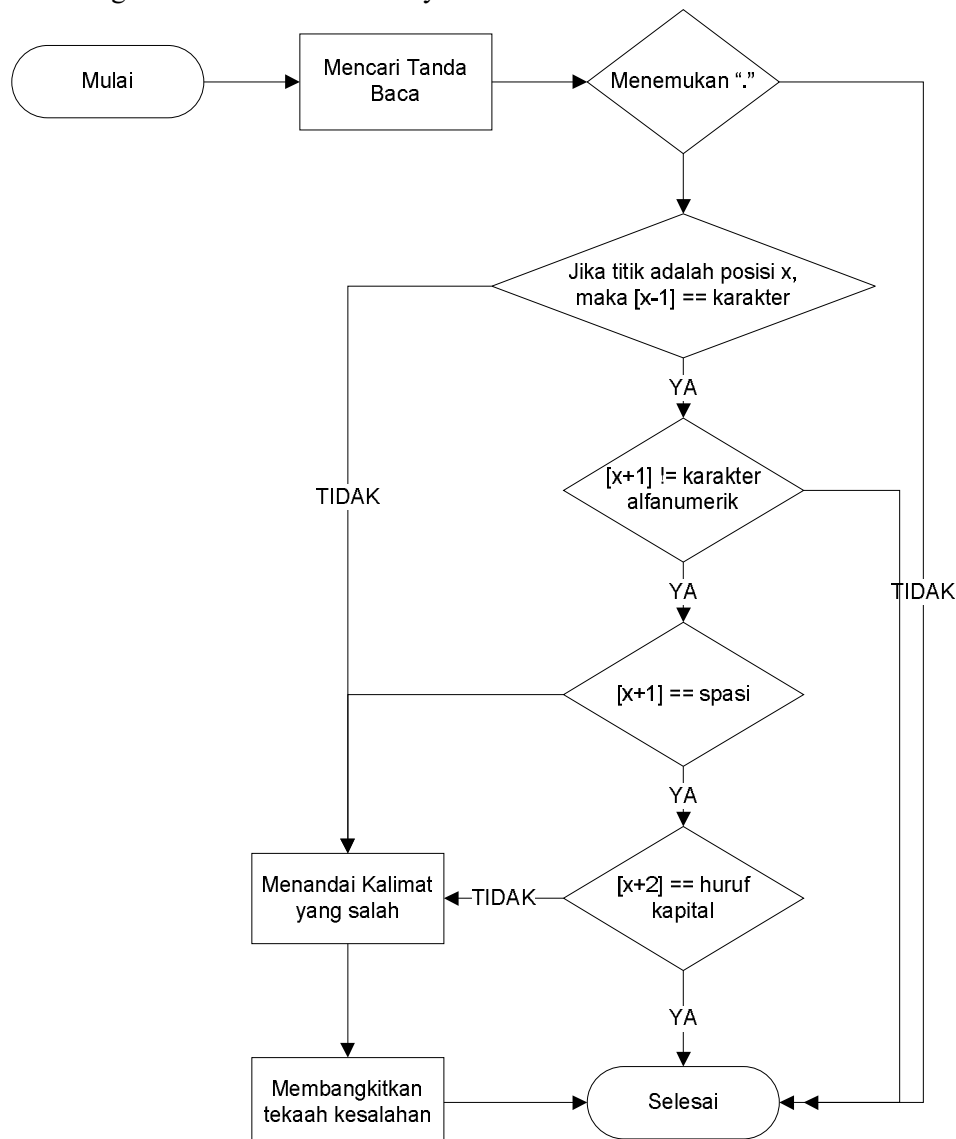 Mulai
Mencari Tanda
Baca
Menemukan “.”
Jika titik adalah posisi x,
maka [x-1] == karakter
YA
[x+1] != karakter
alfanumerik
TIDAK
YA
TIDAK
[x+1] == spasi
YA
Menandai Kalimat
yang salah
TIDAK
[x+2] == huruf
kapital
YA
Membangkitkan
tekaah kesalahan
Selesai